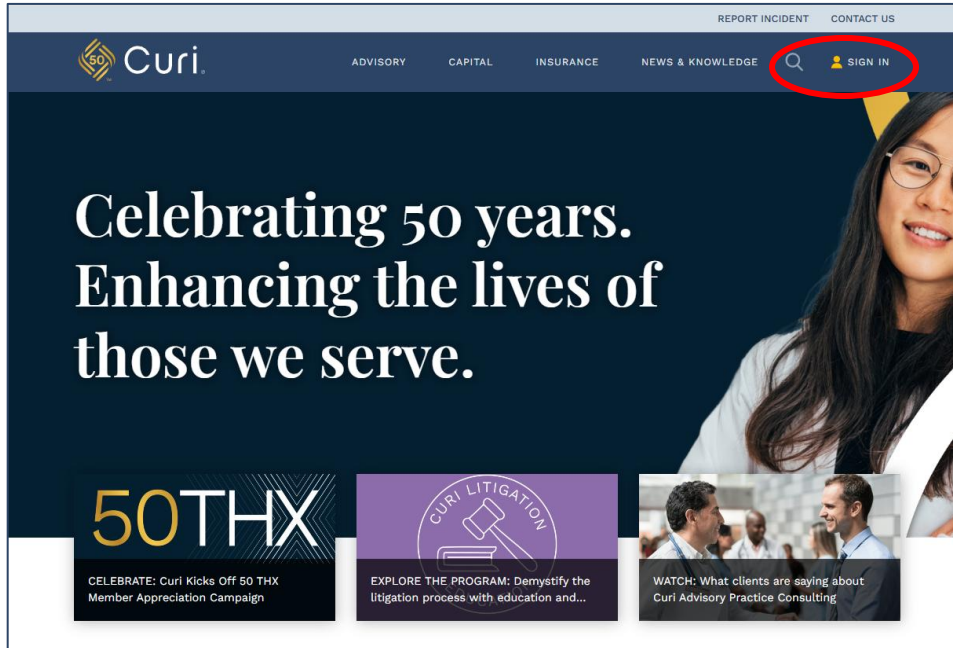 REPORT INCIDENT CONTACT US
50 Curi
ADVISORY CAPITAL INSURANCE NEWS & KNOWLEDGE SIGN IN
Celebrating 50 years.
Enhancing the lives of
those we serve.
50THX
CELEBRATE: Curi Kicks Off 50 THX
Member Appreciation Campaign
CURI LITIGATION
EDUCATION
EXPLORE THE PROGRAM: Demystify the
litigation process with education and...
WATCH: What clients are saying about
Curi Advisory Practice Consulting